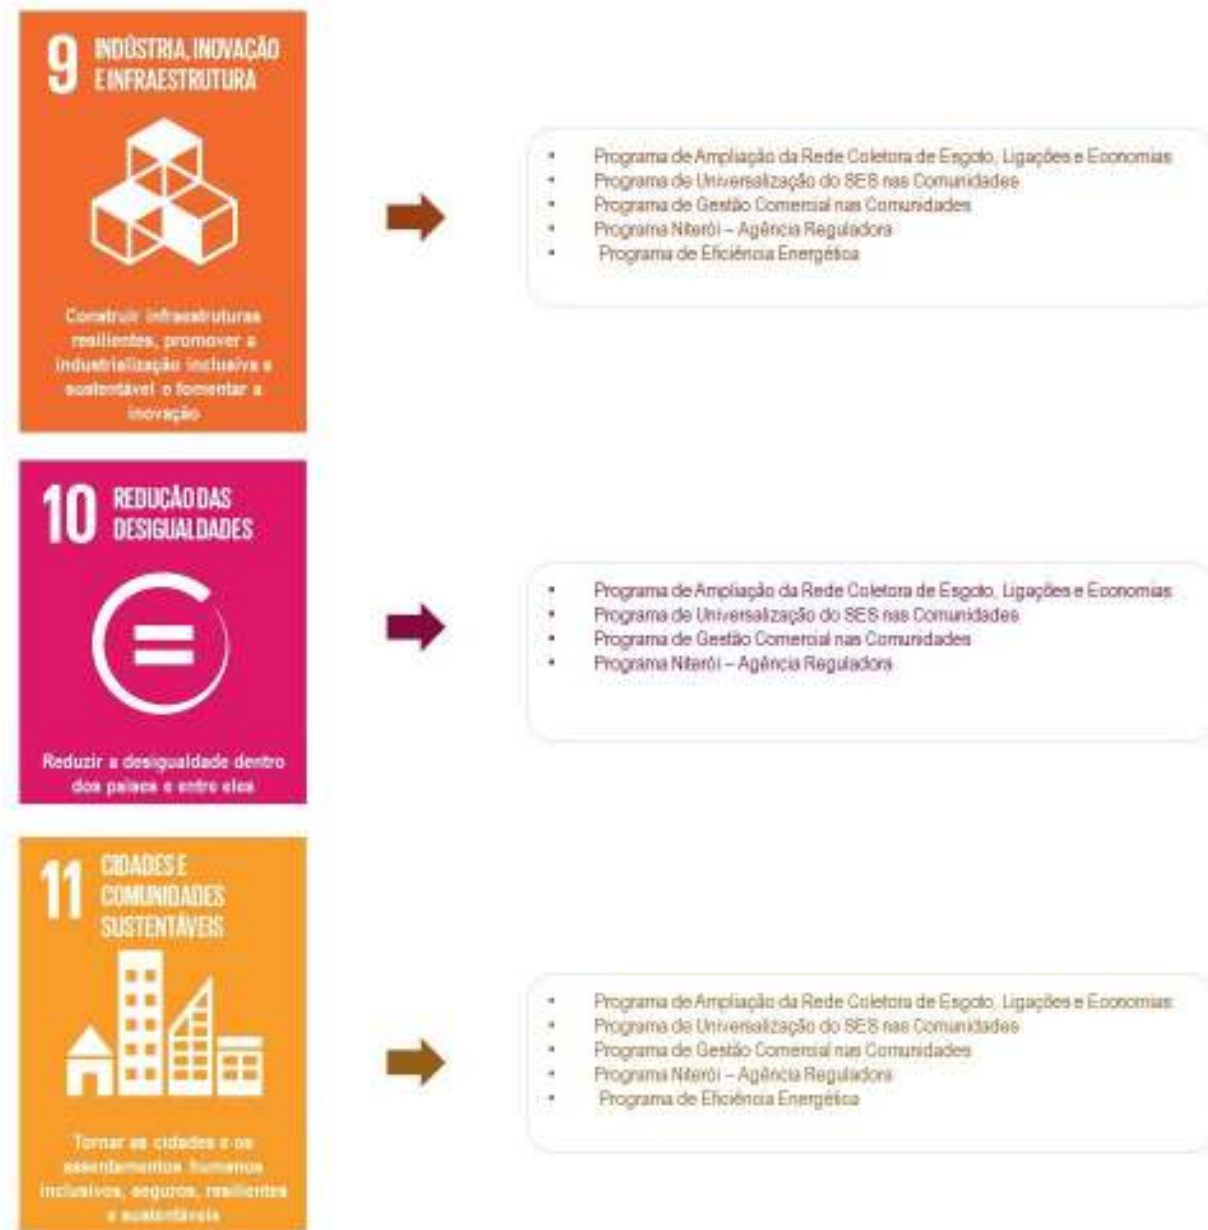 9 INDÚSTRIA, INOVAÇÃO
E INFRAESTRUTURA
Construir infraestruturas
resilientes, promover a
industrialização inclusiva e
sustentável e fomentar a
inovação
• Programa de Ampliação da Rede Coletora de Esgoto, Ligações e Economias
• Programa de Universalização do SES nas Comunidades
• Programa de Gestão Comercial nas Comunidades
• Programa Niterói – Agência Reguladora
• Programa de Eficiência Energética
10 REDUÇÃO DAS
DESIGUALDADES
Reduzir a desigualdade dentro
dos países e entre eles
• Programa de Ampliação da Rede Coletora de Esgoto, Ligações e Economias
• Programa de Universalização do SES nas Comunidades
• Programa de Gestão Comercial nas Comunidades
• Programa Niterói – Agência Reguladora
11 CIDADES E
COMUNIDADES
SUSTENTÁVEIS
Tornar as cidades e os
assentamentos humanos
inclusivos, seguros, resilientes
e sustentáveis
• Programa de Ampliação da Rede Coletora de Esgoto, Ligações e Economias
• Programa de Universalização do SES nas Comunidades
• Programa de Gestão Comercial nas Comunidades
• Programa Niterói – Agência Reguladora
• Programa de Eficiência Energética